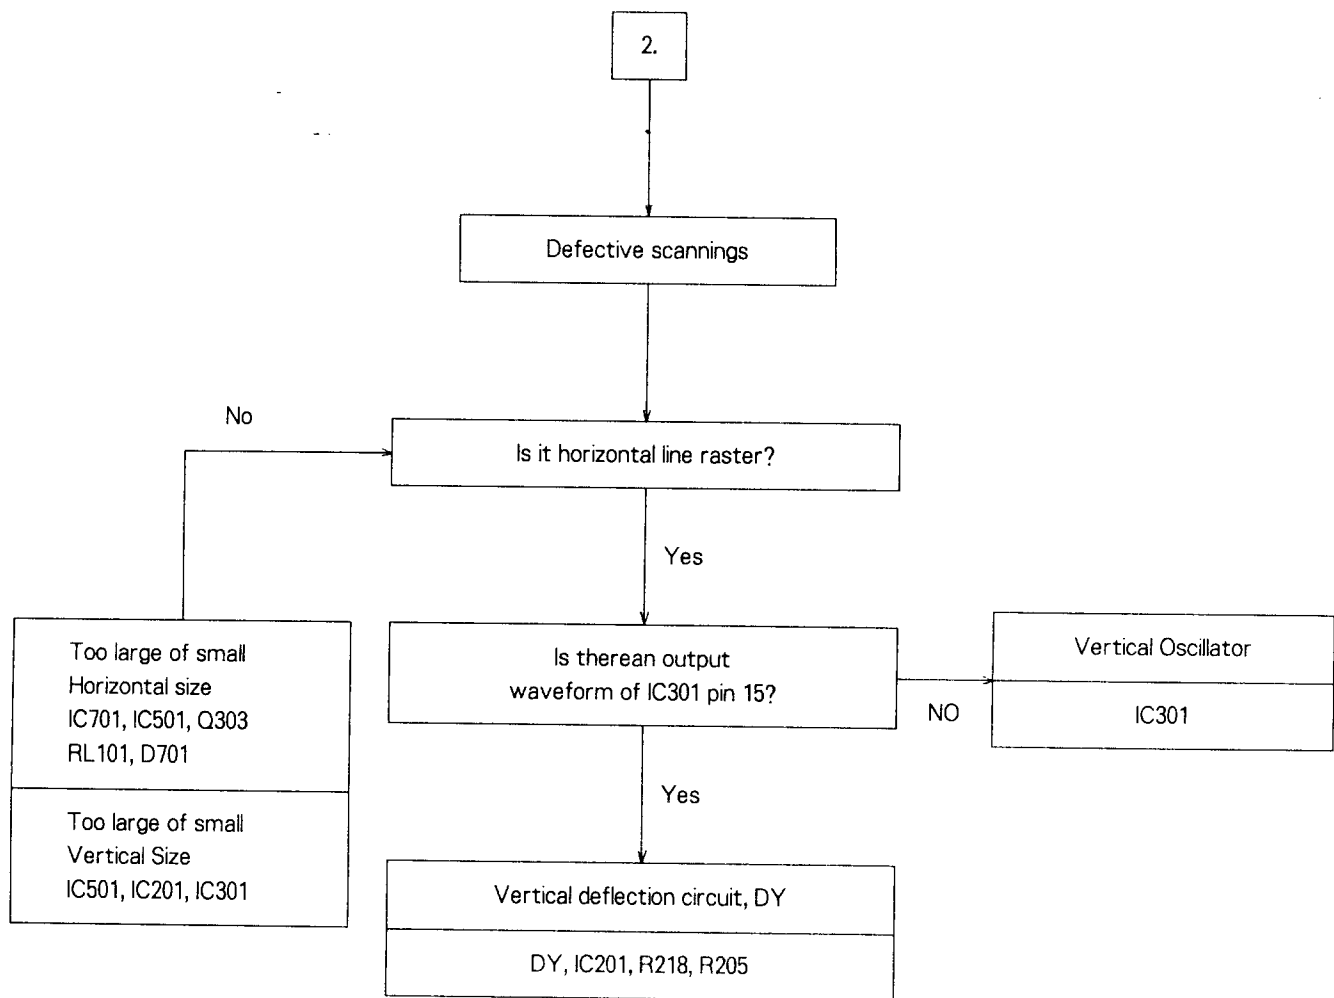 2.
Defective scannings
No
Is it horizontal line raster?
Yes
Too large of small
Horizontal size
IC701, IC501, Q303
RL101, D701
Too large of small
Vertical Size
IC501, IC201, IC301
Is therean output
waveform of IC301 pin 15?
NO
Vertical Oscillator
IC301
Yes
Vertical deflection circuit, DY
DY, IC201, R218, R205